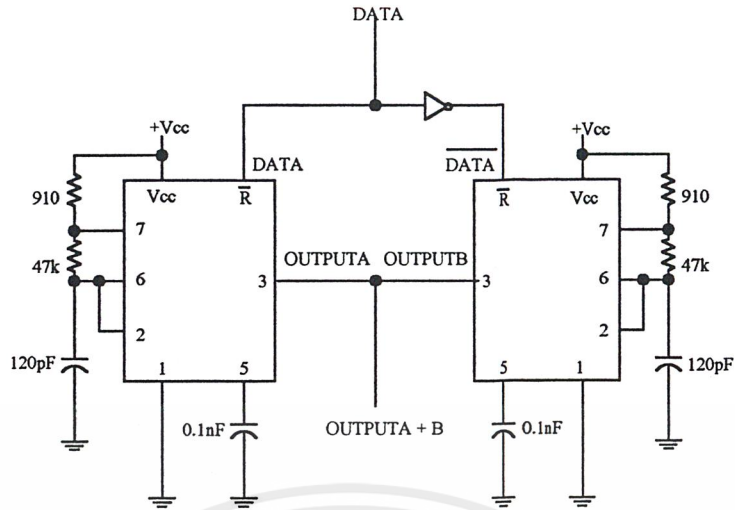 DATA
+Vcc
+Vcc
DATA
DATA
910
Vcc
R
R
Vcc
910
7
7
47k
OUTPUTA
OUTPUTB
47k
6
3
3
6
2
2
120pF
1
5
5
1
120pF
0.1nF
OUTPUTA + B
0.1nF